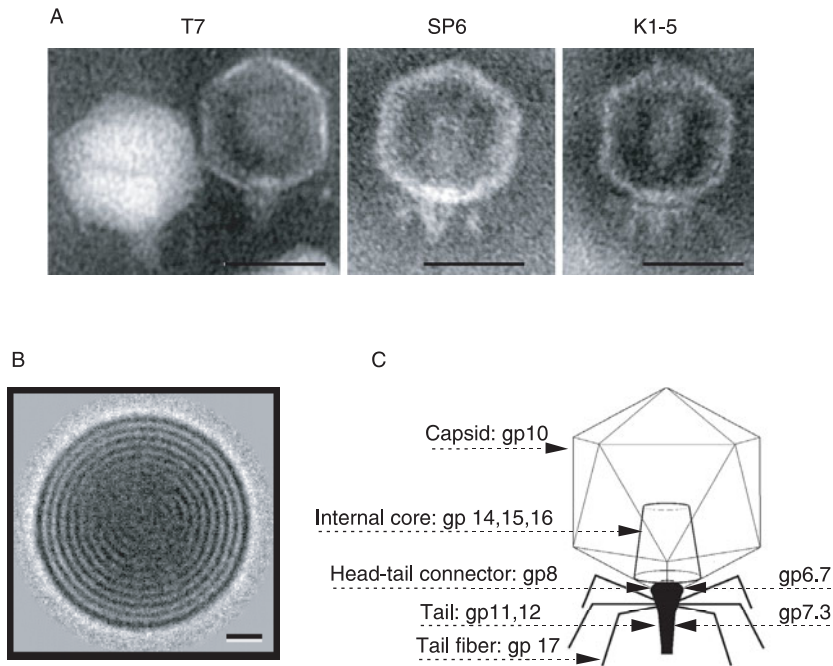 A
T7
SP6
K1-5
B
C
Capsid: gp10
Internal core: gp 14,15,16
Head-tail connector: gp8
gp6.7
Tail: gp11,12
gp7.3
Tail fiber: gp 17